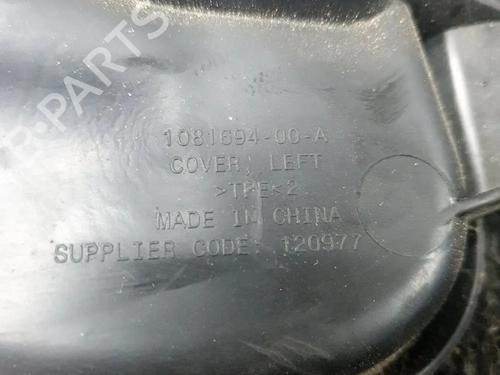 1081694-00-A
COVER, LEFT
>TPE<2
MADE IN CHINA
SUPPLIER CODE: 120977
B-PARTS